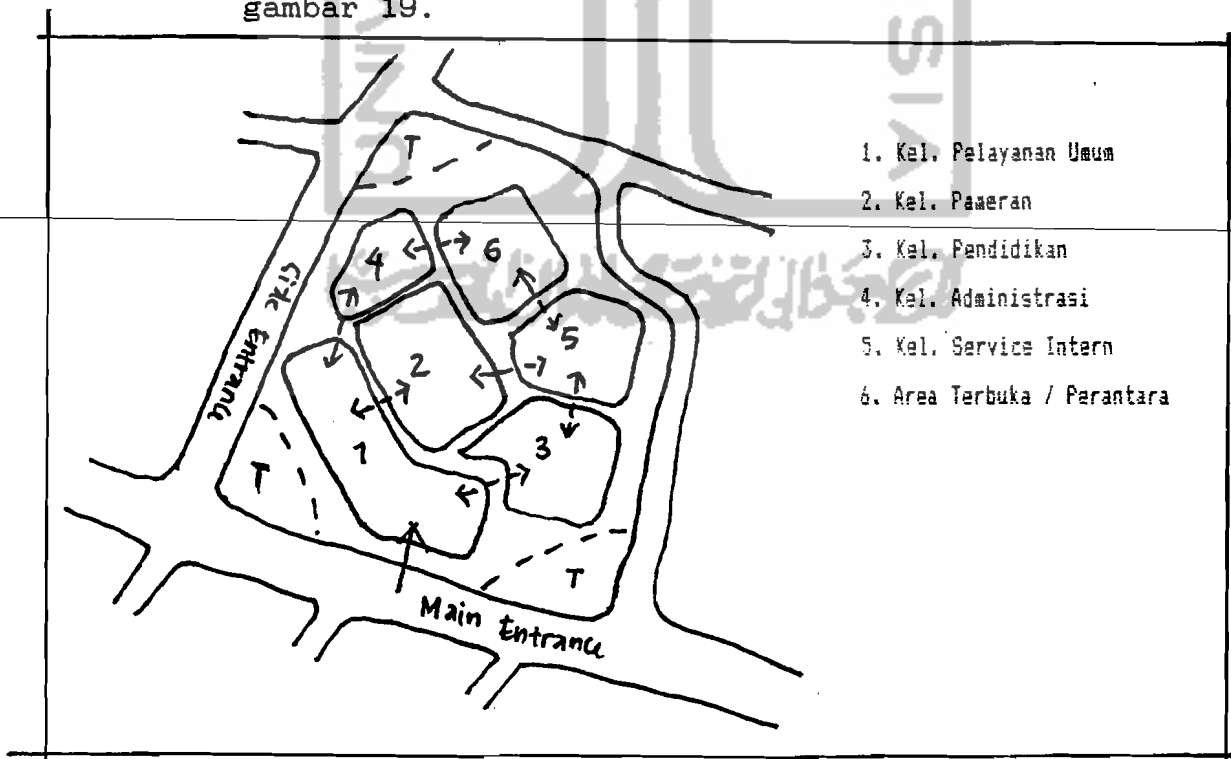 gambar 19.
T
4
6
5
2
1
3
T
T
Side Entrance
Main Entrance
1. Kel. Pelayanan Umum
2. Kel. Pameran
3. Kel. Pendidikan
4. Kel. Administrasi
5. Kel. Service Intern
6. Area Terbuka / Perantara